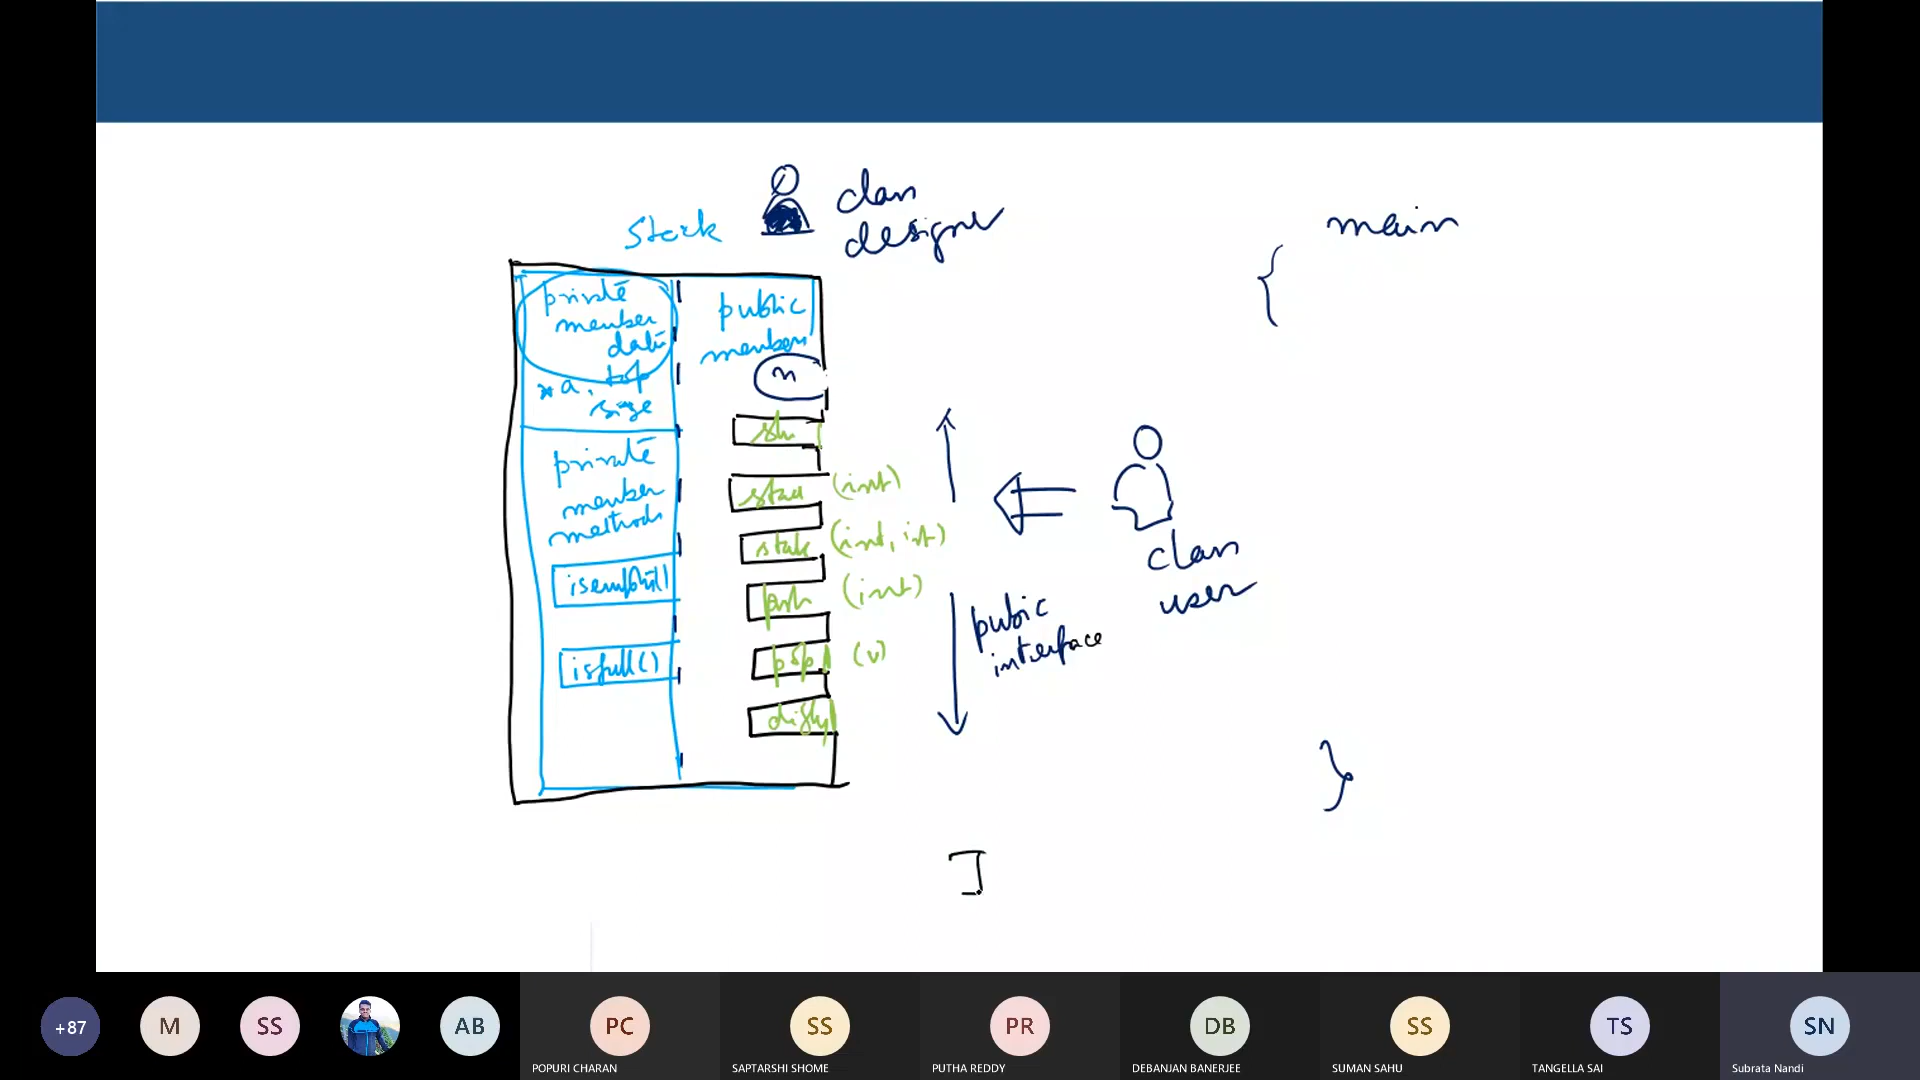 class
designer
Stack
main
{
private
member
data
public
members
*a, top
size
n
(int)
private
member
methods
(int, int)
push (int)
pop (v)
isempty()
isfull()
class
user
pubic
interface
}
+87
M
SS
AB
PC
SS
PR
DB
SS
TS
SN
POPURI CHARAN
SAPTARSHI SHOME
PUTHA REDDY
DEBANJAN BANERJEE
SUMAN SAHU
TANGELLA SAI
Subrata Nandi